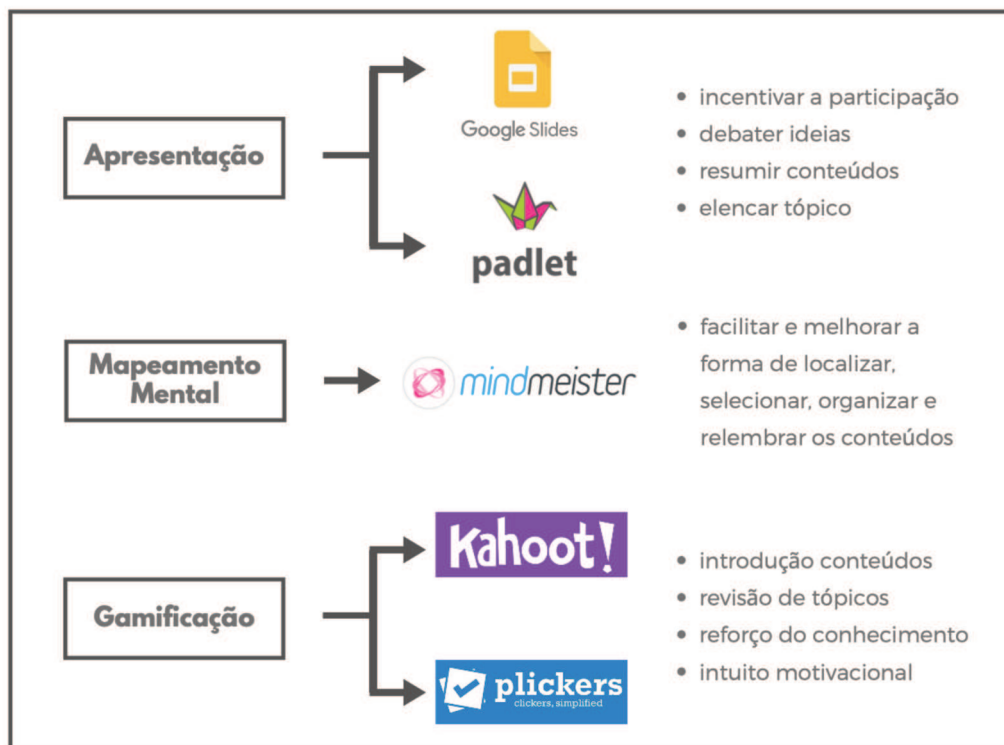 Apresentação
Google Slides
padlet
• incentivar a participação
• debater ideias
• resumir conteúdos
• elencar tópico
Mapeamento
Mental
mindmeister
• facilitar e melhorar a
forma de localizar,
selecionar, organizar e
relembrar os conteúdos
Gamificação
Kahoot!
plickers
clickers, simplified
• introdução conteúdos
• revisão de tópicos
• reforço do conhecimento
• intuito motivacional